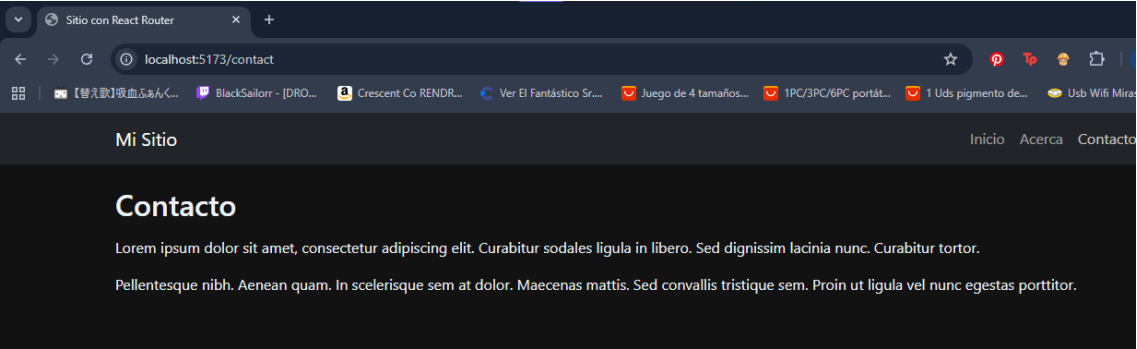 Sitio con React Router
localhost:5173/contact
【替え歌】吸血ふぁんく... BlackSailorr - [DRO... Crescent Co RENDR... Ver El Fantástico Sr.... Juego de 4 tamaños... 1PC/3PC/6PC portát... 1 Uds pigmento de... Usb Wifi Miras
Mi Sitio Inicio Acerca Contacto
Contacto
Lorem ipsum dolor sit amet, consectetur adipiscing elit. Curabitur sodales ligula in libero. Sed dignissim lacinia nunc. Curabitur tortor.
Pellentesque nibh. Aenean quam. In scelerisque sem at dolor. Maecenas mattis. Sed convallis tristique sem. Proin ut ligula vel nunc egestas porttitor.